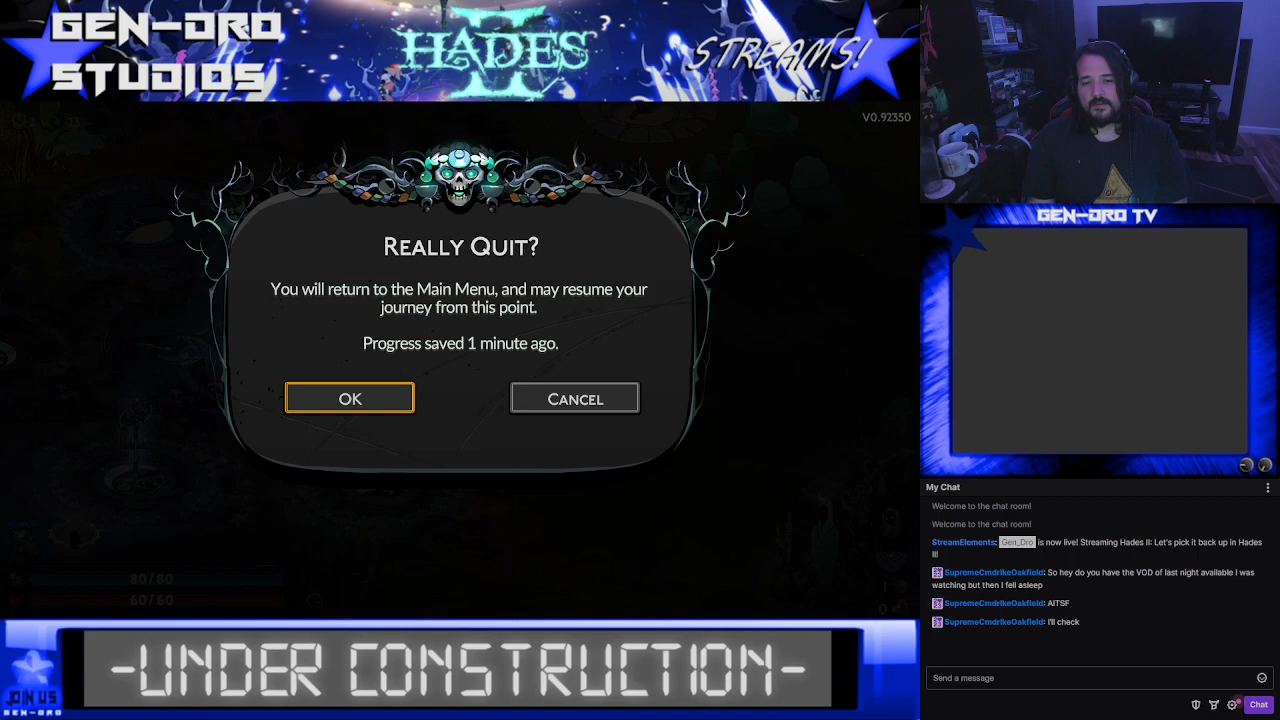 GEN-DRO
STUDIOS
HADES
II
?
STREAMS!
V0.92350
REALLY QUIT?
You will return to the Main Menu, and may resume your
journey from this point.
Progress saved 1 minute ago.
OK
CANCEL
80/80
60/60
0
-UNDER CONSTRUCTION-
JOIN US
GEN-DRO
GEN-DRO TV
My Chat
Welcome to the chat room!
Welcome to the chat room!
StreamElements: Gen_Dro is now live! Streaming Hades II: Let's pick it back up in Hades
II!
SupremeCmdrIkeOakfield: So hey do you have the VOD of last night available I was
watching but then I fell asleep
SupremeCmdrIkeOakfield: AITSF
SupremeCmdrIkeOakfield: I'll check
Send a message
Chat